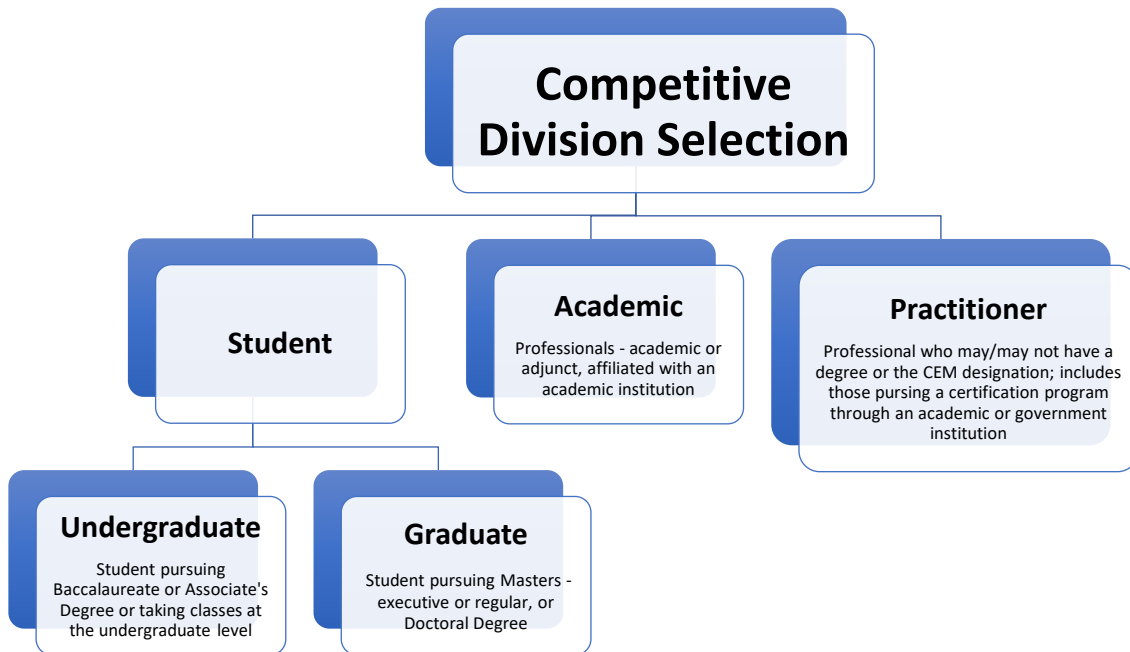 Competitive
Division Selection
Student
Academic
Professionals - academic or
adjunct, affiliated with an
academic institution
Practitioner
Professional who may/may not have a
degree or the CEM designation; includes
those pursing a certification program
through an academic or government
institution
Undergraduate
Student pursuing
Baccalaureate or Associate's
Degree or taking classes at
the undergraduate level
Graduate
Student pursuing Masters -
executive or regular, or
Doctoral Degree